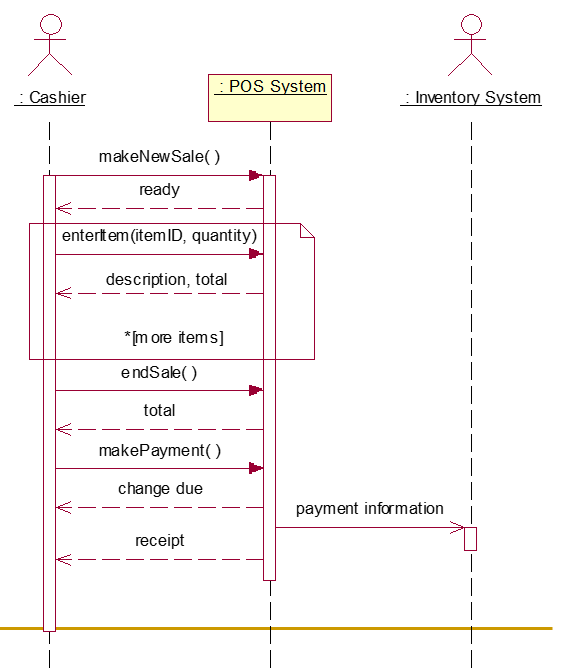 : Cashier
: POS System
: Inventory System
makeNewSale( )
ready
enterItem(itemID, quantity)
description, total
*[more items]
endSale( )
total
makePayment( )
change due
payment information
receipt